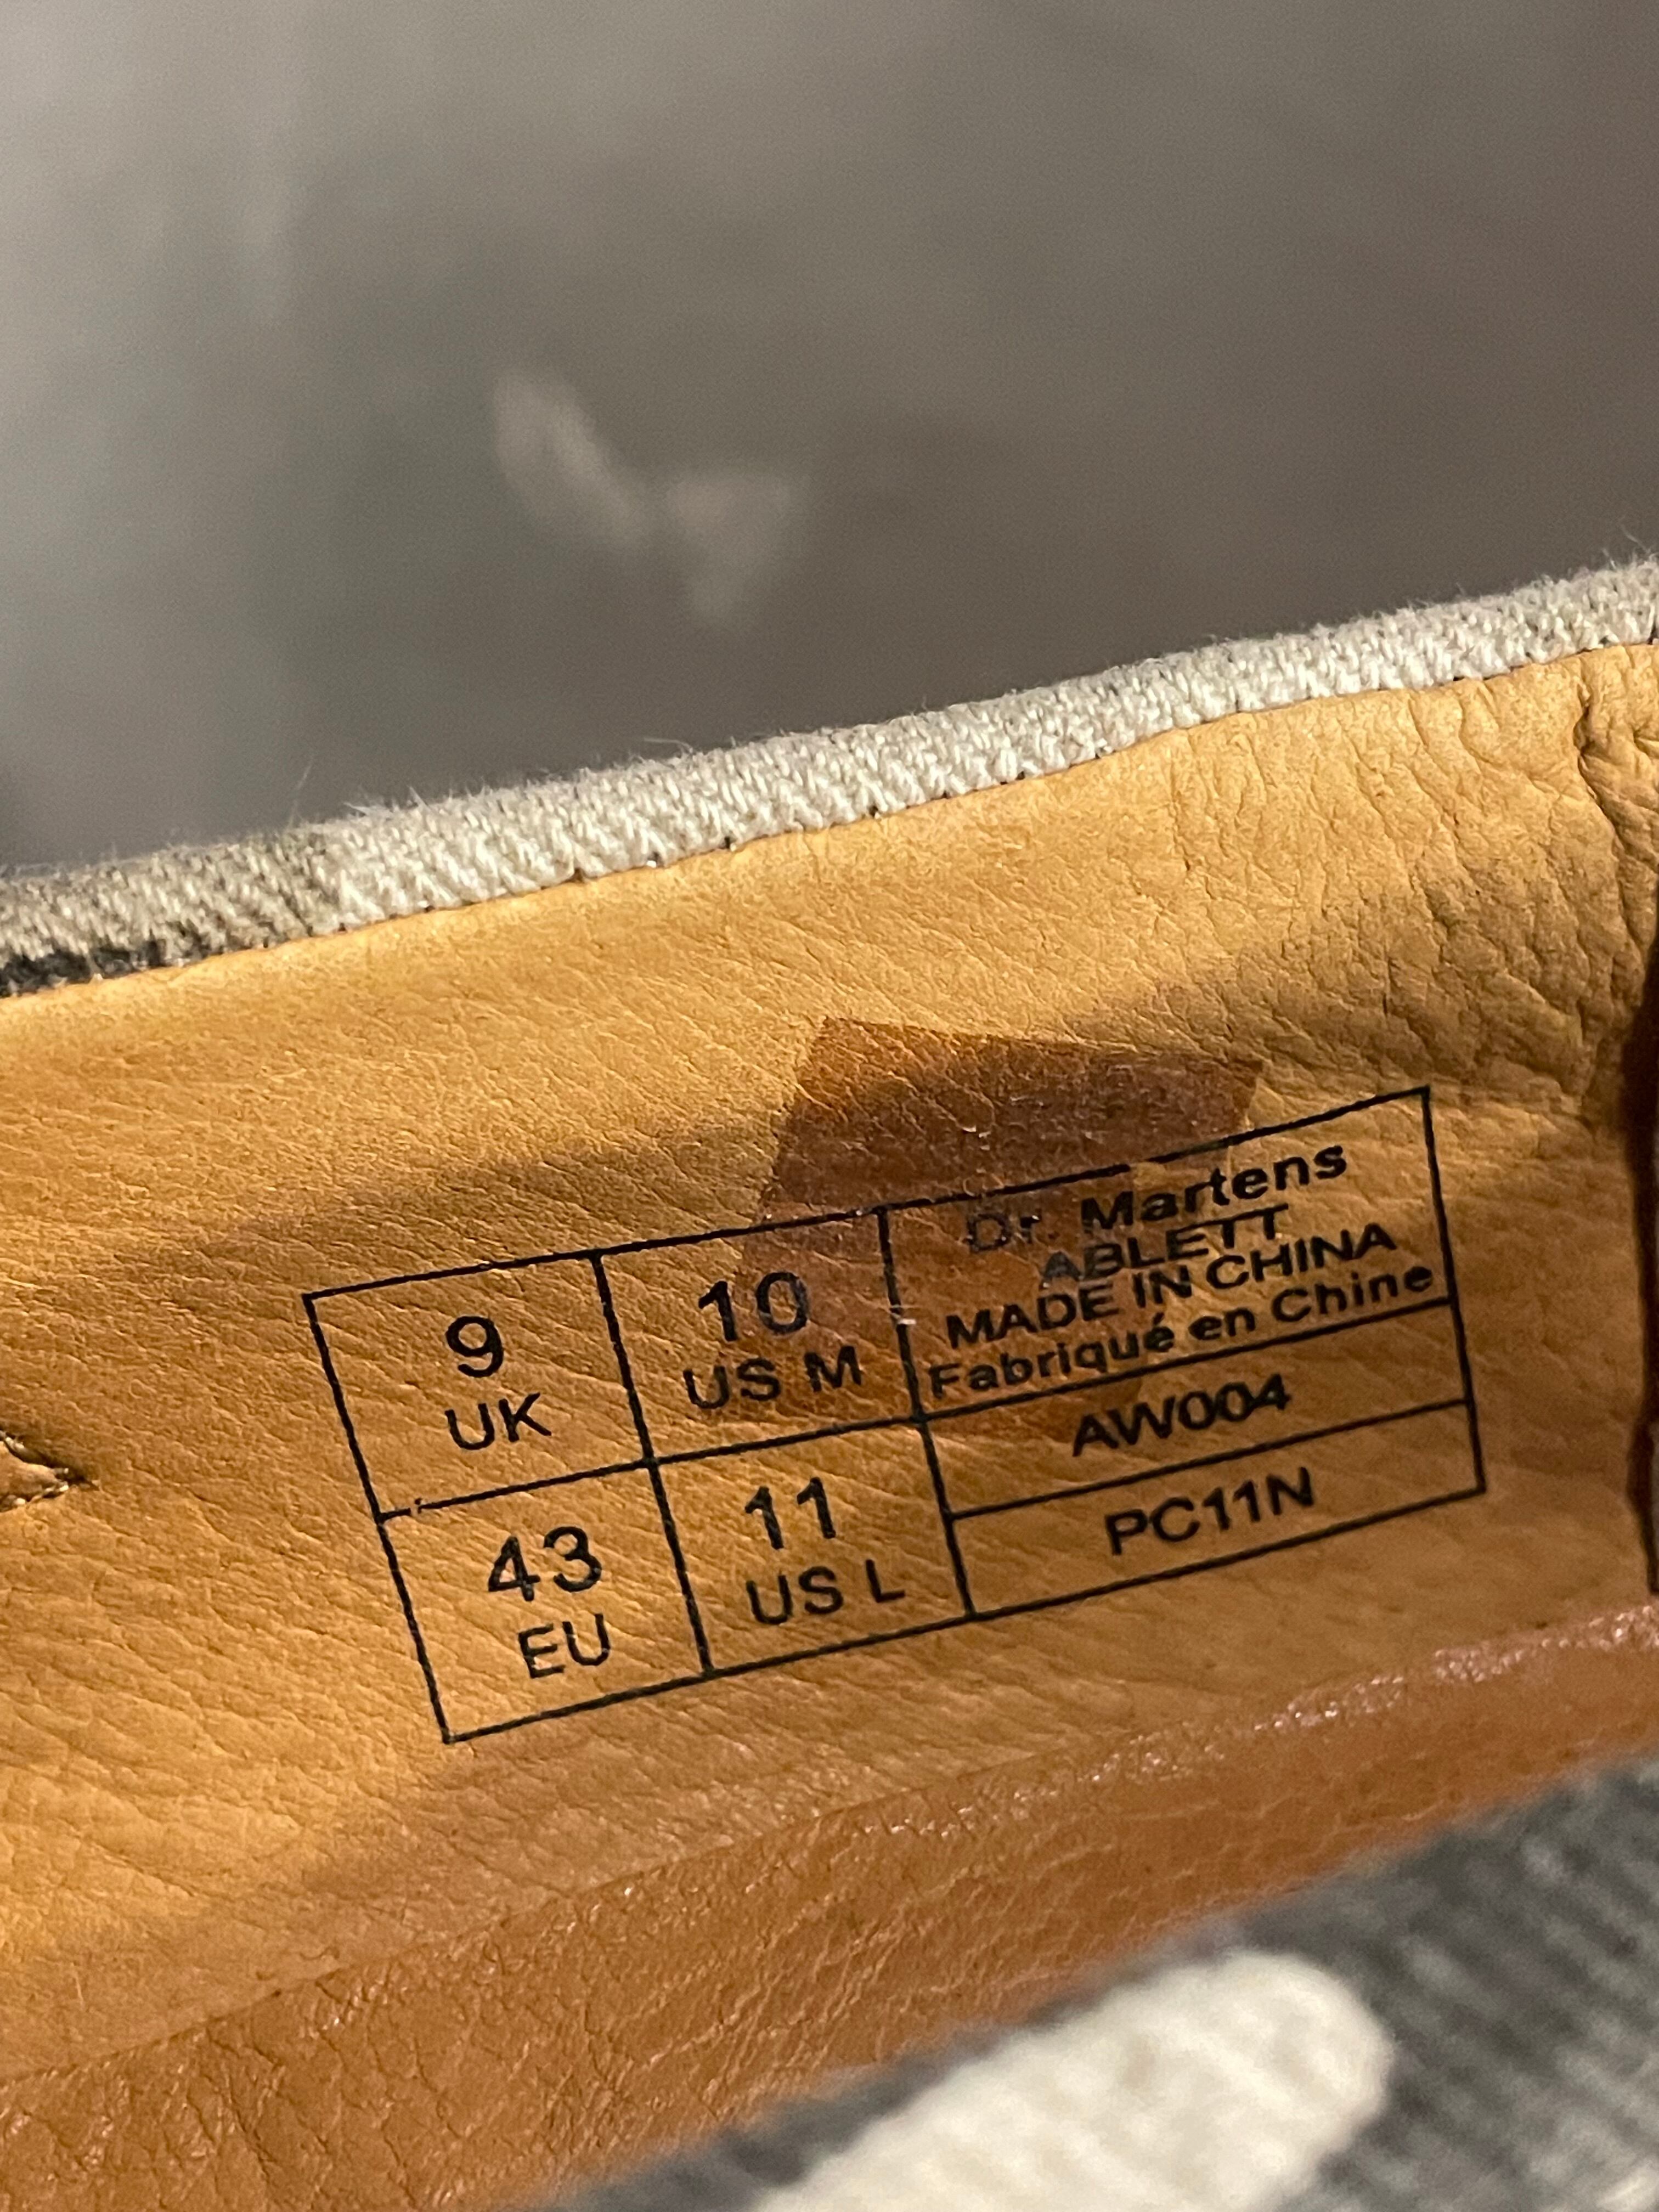 9
UK
10
US M
43
EU
11
US L
Dr. Martens
ABLETT
MADE IN CHINA
Fabriqué en Chine
AW004
PC11N